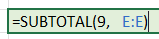 =SUBTOTAL(9, E:E)